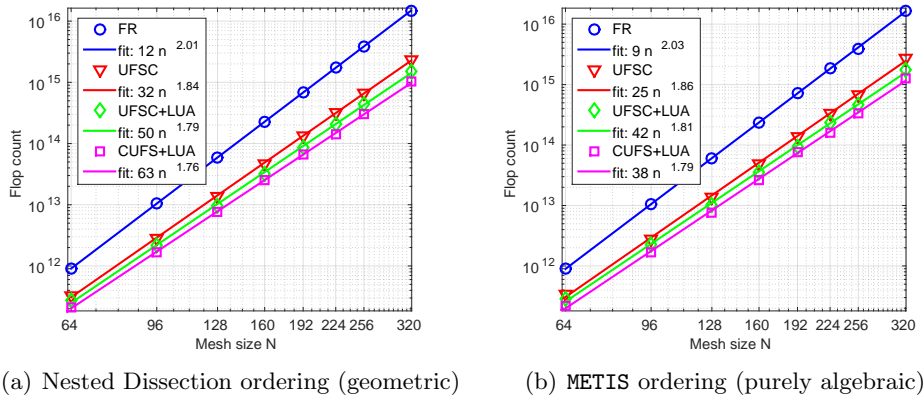 10^16
10^15
10^14
10^13
10^12
Flop count
FR
fit: 12 n^2.01
UFSC
fit: 32 n^1.84
UFSC+LUA
fit: 50 n^1.79
CUFS+LUA
fit: 63 n^1.76
64 96 128 160 192 224 256 320
Mesh size N
(a) Nested Dissection ordering (geometric)
10^16
10^15
10^14
10^13
10^12
Flop count
FR
fit: 9 n^2.03
UFSC
fit: 25 n^1.86
UFSC+LUA
fit: 42 n^1.81
CUFS+LUA
fit: 38 n^1.79
64 96 128 160 192 224 256 320
Mesh size N
(b) METIS ordering (purely algebraic)